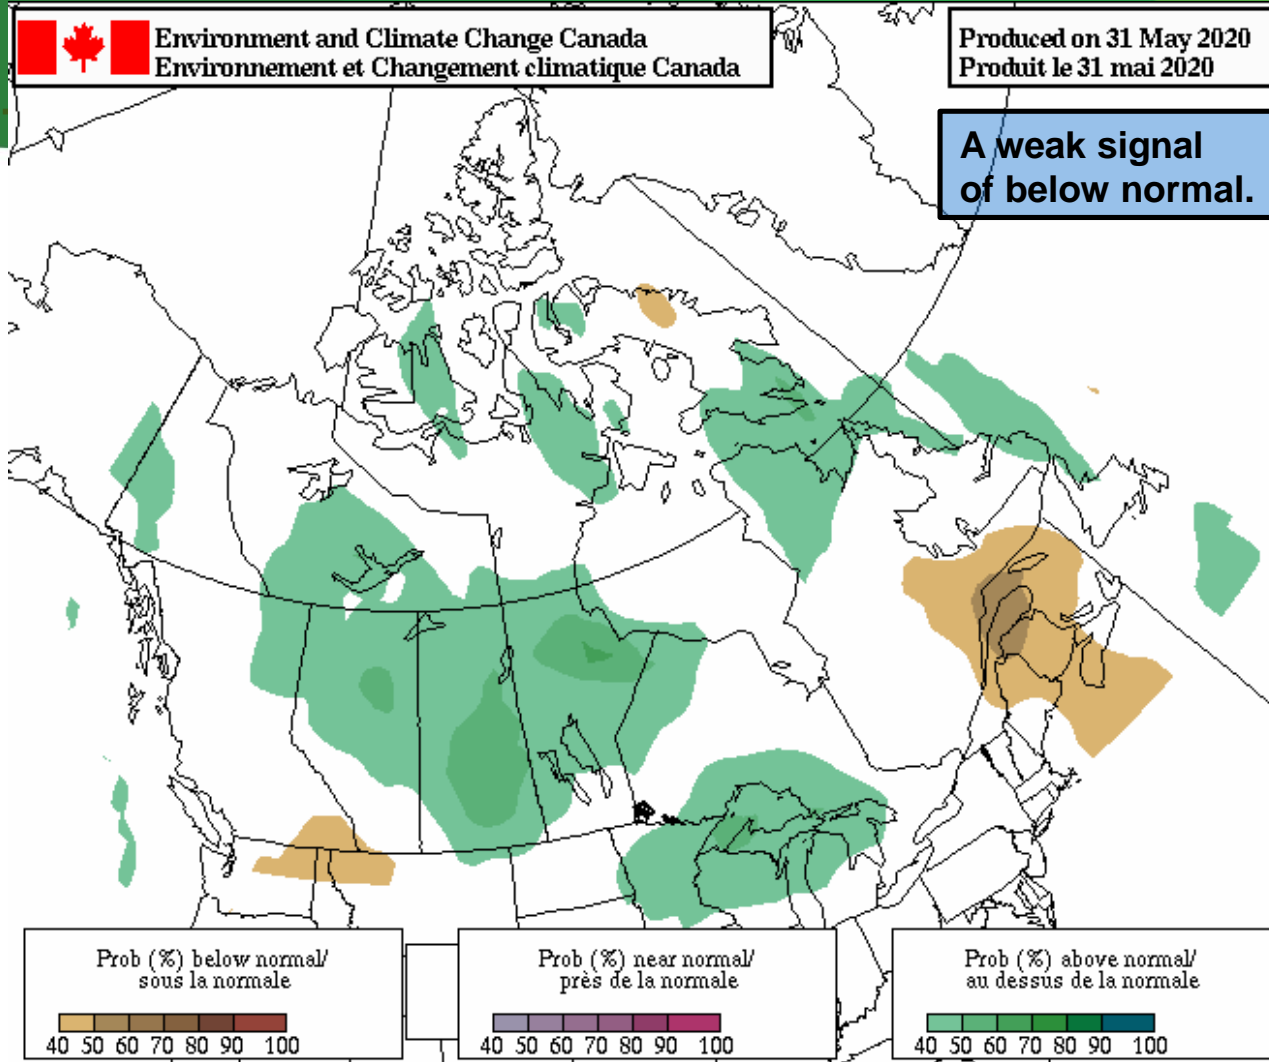 Environment and Climate Change Canada
Environnement et Changement climatique Canada
Produced on 31 May 2020
Produit le 31 mai 2020
A weak signal
of below normal.
Prob (%) below normal/
sous la normale
40 50 60 70 80 90 100
Prob (%) near normal/
près de la normale
40 50 60 70 80 90 100
Prob (%) above normal/
au dessus de la normale
40 50 60 70 80 90 100